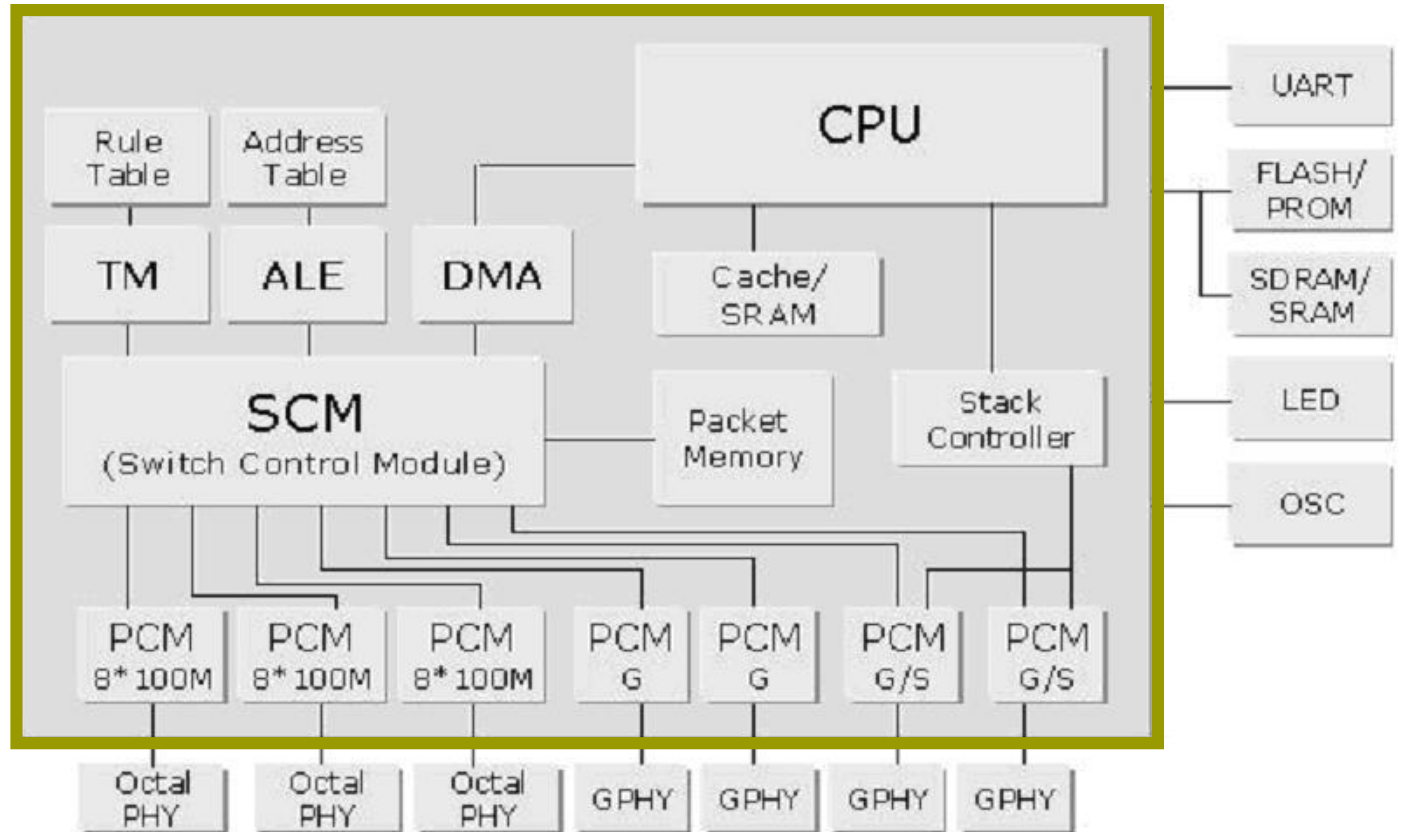 CPU
UART
Rule
Table
Address
Table
FLASH/
PROM
TM
ALE
DMA
Cache/
SRAM
SDRAM/
SRAM
SCM
(Switch Control Module)
Packet
Memory
Stack
Controller
LED
OSC
PCM
8*100M
PCM
8*100M
PCM
8*100M
PCM
G
PCM
G
PCM
G/S
PCM
G/S
Octal
PHY
Octal
PHY
Octal
PHY
GPHY
GPHY
GPHY
GPHY